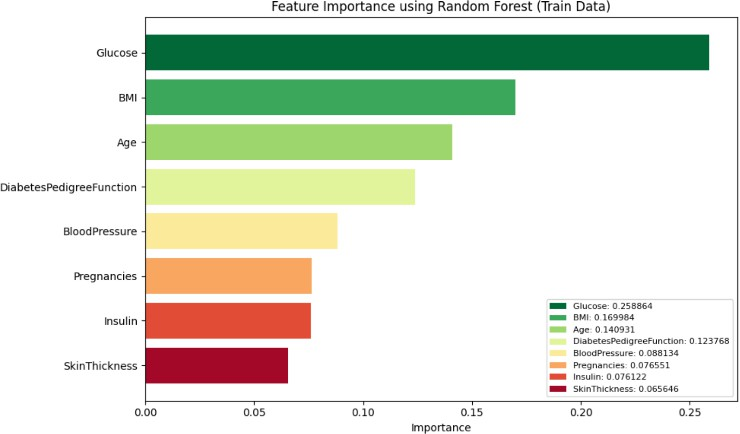 Feature Importance using Random Forest (Train Data)
Glucose
BMI
Age
DiabetesPedigreeFunction
BloodPressure
Pregnancies
Insulin
SkinThickness
Glucose: 0.258864
BMI: 0.169984
Age: 0.140931
DiabetesPedigreeFunction: 0.123768
BloodPressure: 0.088134
Pregnancies: 0.076551
Insulin: 0.076122
SkinThickness: 0.065646
0.00 0.05 0.10 0.15 0.20 0.25
Importance